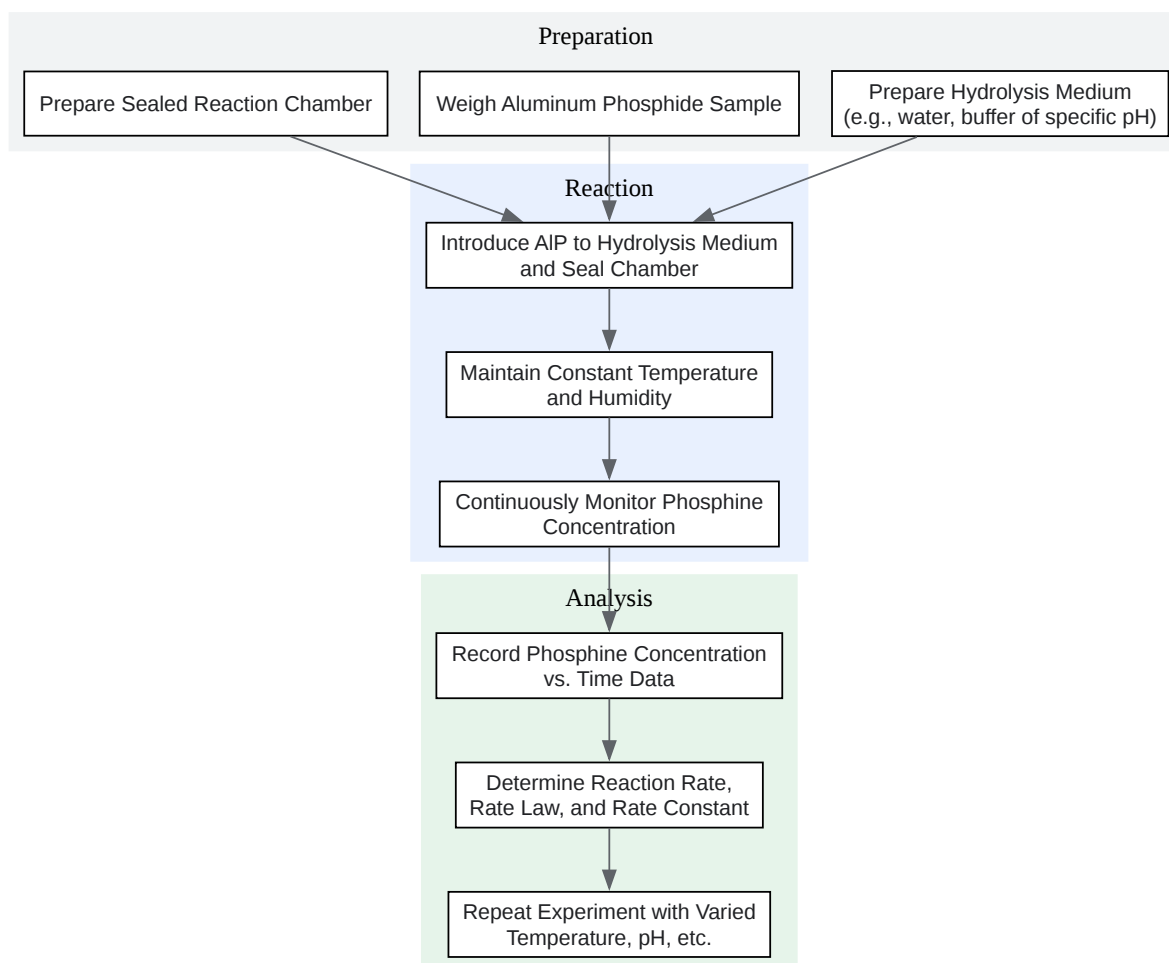 Preparation
Prepare Sealed Reaction Chamber
Weigh Aluminum Phosphide Sample
Prepare Hydrolysis Medium
(e.g., water, buffer of specific pH)
Reaction
Introduce AlP to Hydrolysis Medium
and Seal Chamber
Maintain Constant Temperature
and Humidity
Continuously Monitor Phosphine
Concentration
Analysis
Record Phosphine Concentration
vs. Time Data
Determine Reaction Rate,
Rate Law, and Rate Constant
Repeat Experiment with Varied
Temperature, pH, etc.